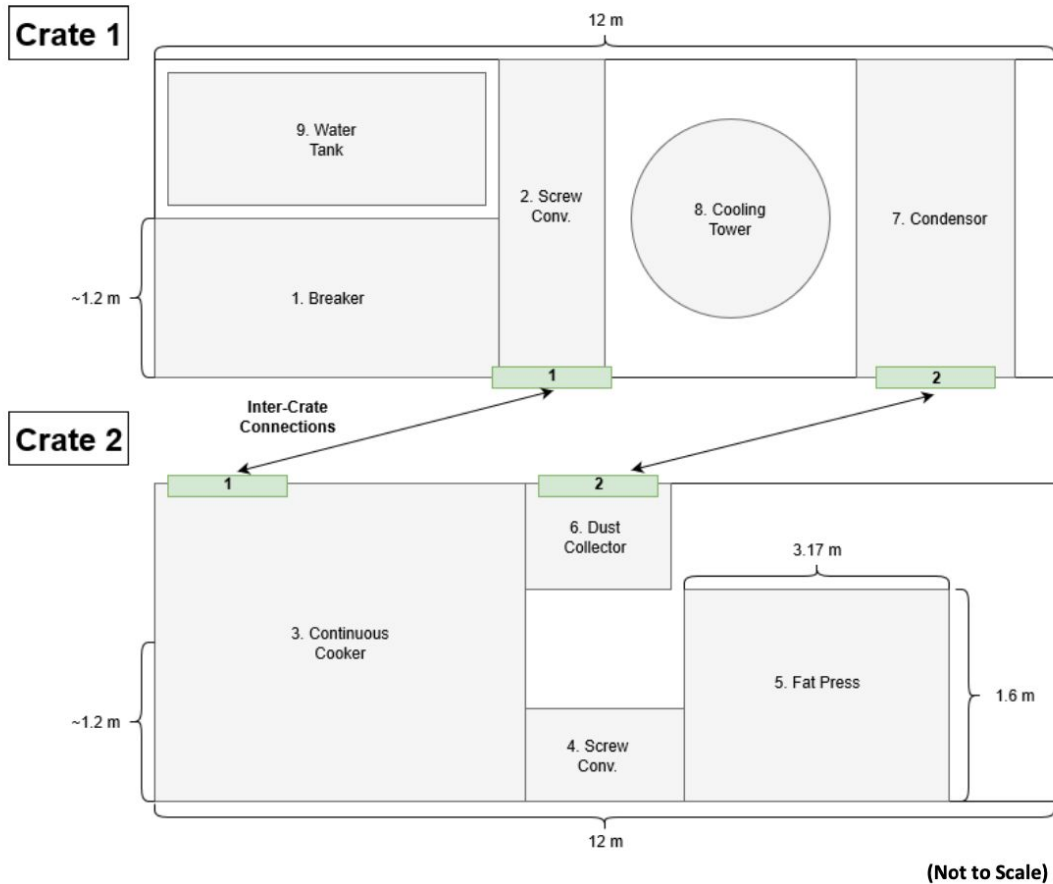 Crate 1
12 m
9. Water
Tank
2. Screw
Conv.
8. Cooling
Tower
7. Condensor
~1.2 m
1. Breaker
1
2
Inter-Crate
Connections
Crate 2
1
2
6. Dust
Collector
3.17 m
3. Continuous
Cooker
5. Fat Press
1.6 m
~1.2 m
4. Screw
Conv.
12 m
(Not to Scale)